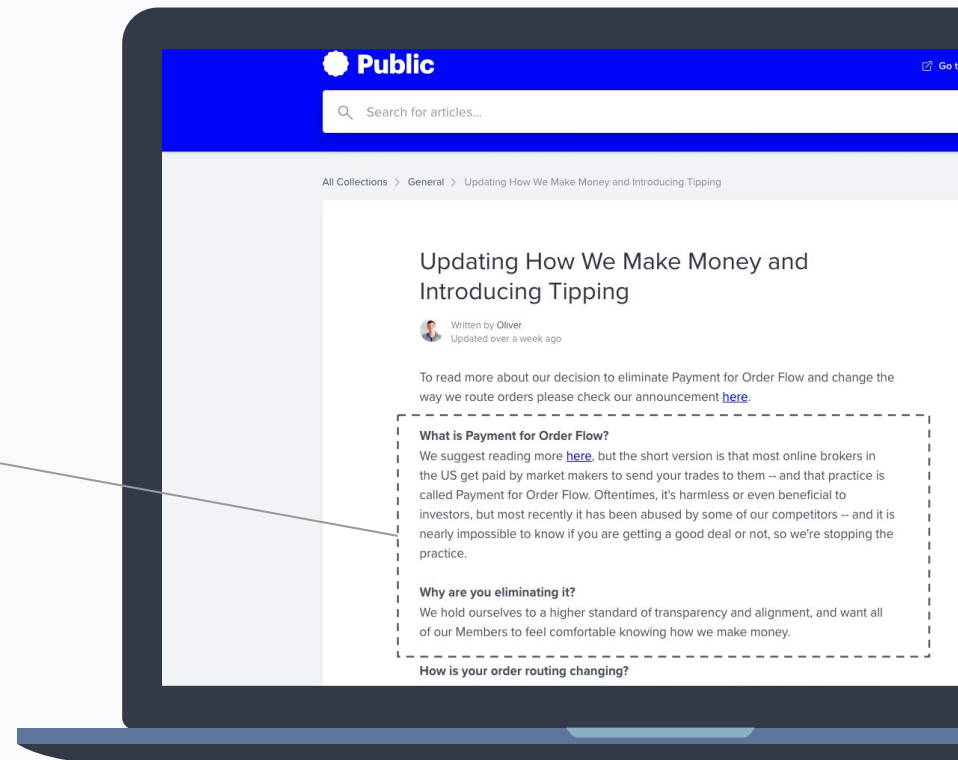 Public
Go t
Search for articles...
All Collections > General > Updating How We Make Money and Introducing Tipping
Updating How We Make Money and
Introducing Tipping
Written by Oliver
Updated over a week ago
To read more about our decision to eliminate Payment for Order Flow and change the
way we route orders please check our announcement here.
What is Payment for Order Flow?
We suggest reading more here, but the short version is that most online brokers in
the US get paid by market makers to send your trades to them -- and that practice is
called Payment for Order Flow. Oftentimes, it's harmless or even beneficial to
investors, but most recently it has been abused by some of our competitors -- and it is
nearly impossible to know if you are getting a good deal or not, so we're stopping the
practice.
Why are you eliminating it?
We hold ourselves to a higher standard of transparency and alignment, and want all
of our Members to feel comfortable knowing how we make money.
How is your order routing changing?